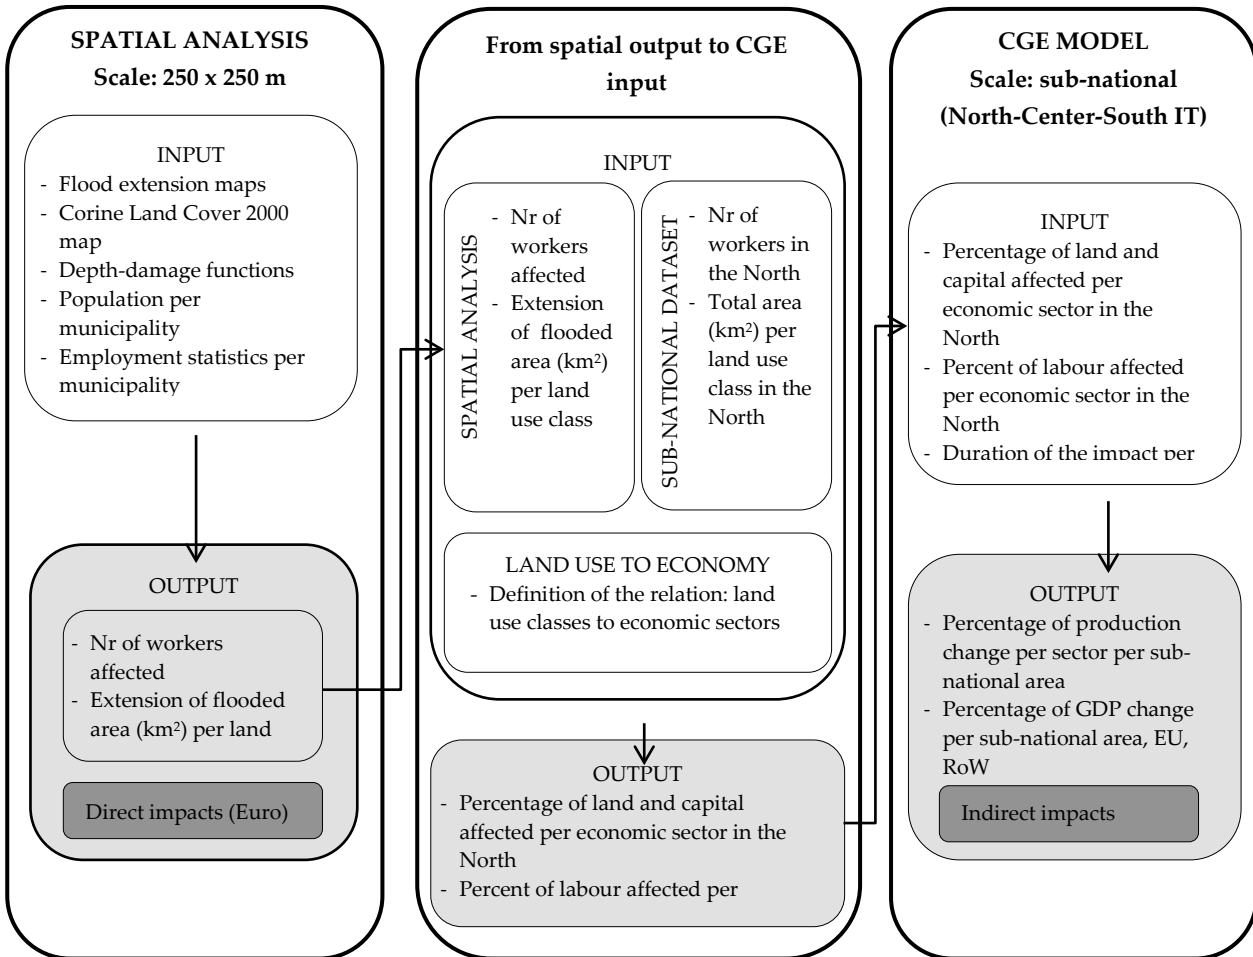 SPATIAL ANALYSIS
Scale: 250 x 250 m
INPUT
- Flood extension maps
- Corine Land Cover 2000
map
- Depth-damage functions
- Population per
municipality
- Employment statistics per
municipality
OUTPUT
- Nr of workers
affected
- Extension of flooded
area (km²) per land
Direct impacts (Euro)
From spatial output to CGE
input
INPUT
SPATIAL ANALYSIS
- Nr of
workers
affected
- Extension
of flooded
area (km²)
per land
use class
SUB-NATIONAL DATASET
- Nr of
workers in
the North
- Total area
(km²) per
land use
class in the
North
LAND USE TO ECONOMY
- Definition of the relation: land
use classes to economic sectors
OUTPUT
- Percentage of land and capital
affected per economic sector in the
North
- Percent of labour affected per
CGE MODEL
Scale: sub-national
(North-Center-South IT)
INPUT
- Percentage of land and
capital affected per
economic sector in the
North
- Percent of labour affected
per economic sector in the
North
- Duration of the impact per
OUTPUT
- Percentage of production
change per sector per sub-
national area
- Percentage of GDP change
per sub-national area, EU,
RoW
Indirect impacts